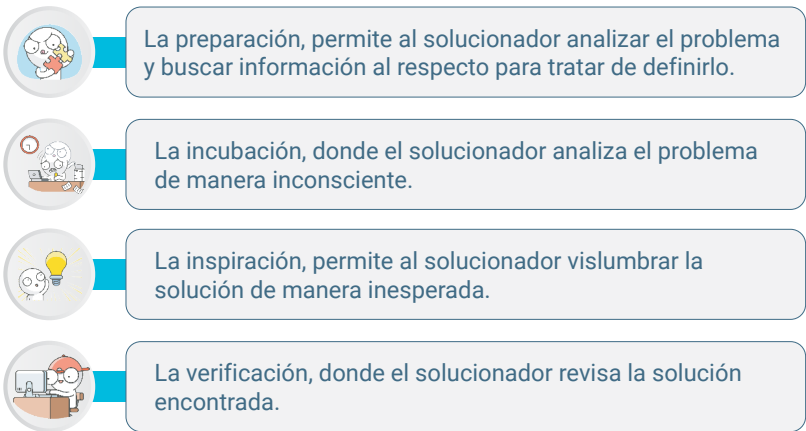 La preparación, permite al solucionador analizar el problema
y buscar información al respecto para tratar de definirlo.
La incubación, donde el solucionador analiza el problema
de manera inconsciente.
La inspiración, permite al solucionador vislumbrar la
solución de manera inesperada.
La verificación, donde el solucionador revisa la solución
encontrada.